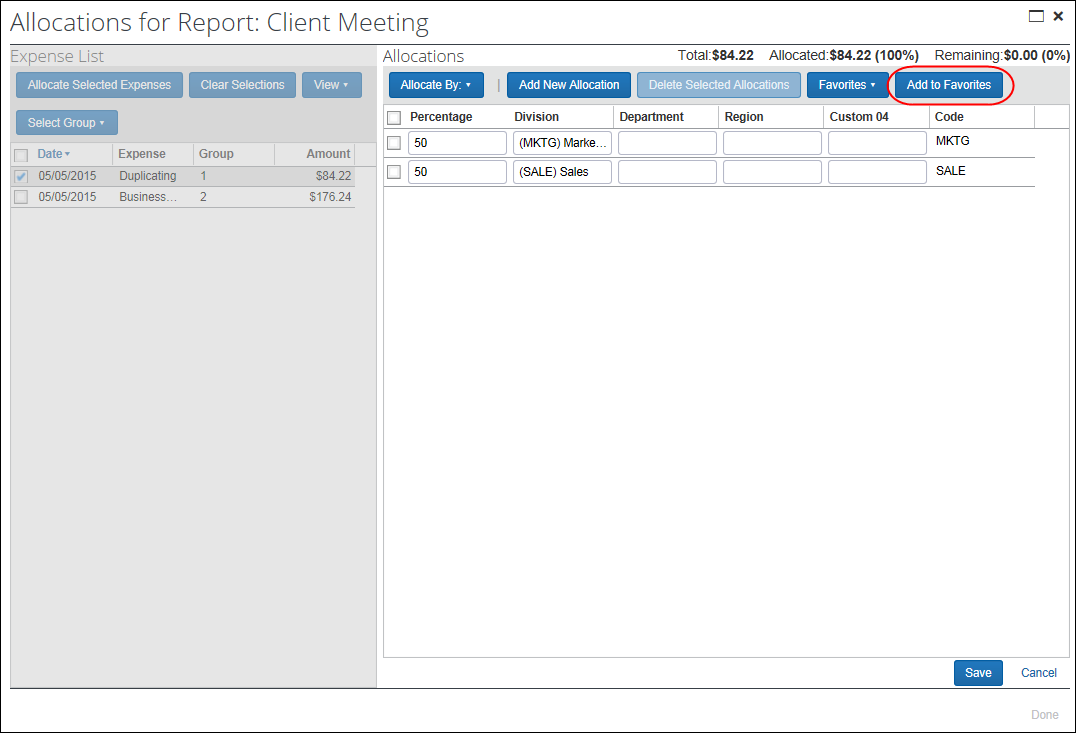 Allocations for Report: Client Meeting
Expense List
Allocate Selected Expenses Clear Selections View
Select Group
Date Expense Group Amount
05/05/2015 Duplicating 1 $84.22
05/05/2015 Business... 2 $176.24
Allocations Total:$84.22 Allocated:$84.22 (100%) Remaining:$0.00 (0%)
Allocate By: | Add New Allocation Delete Selected Allocations Favorites Add to Favorites
Percentage Division Department Region Custom 04 Code
50 (MKTG) Marke... MKTG
50 (SALE) Sales SALE
Save Cancel
Done